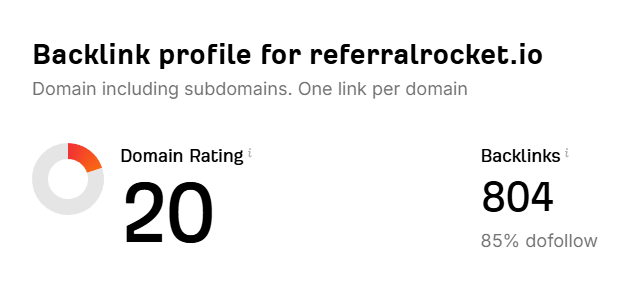 Backlink profile for referralrocket.io
Domain including subdomains. One link per domain
Domain Rating i
20
Backlinks i
804
85% dofollow